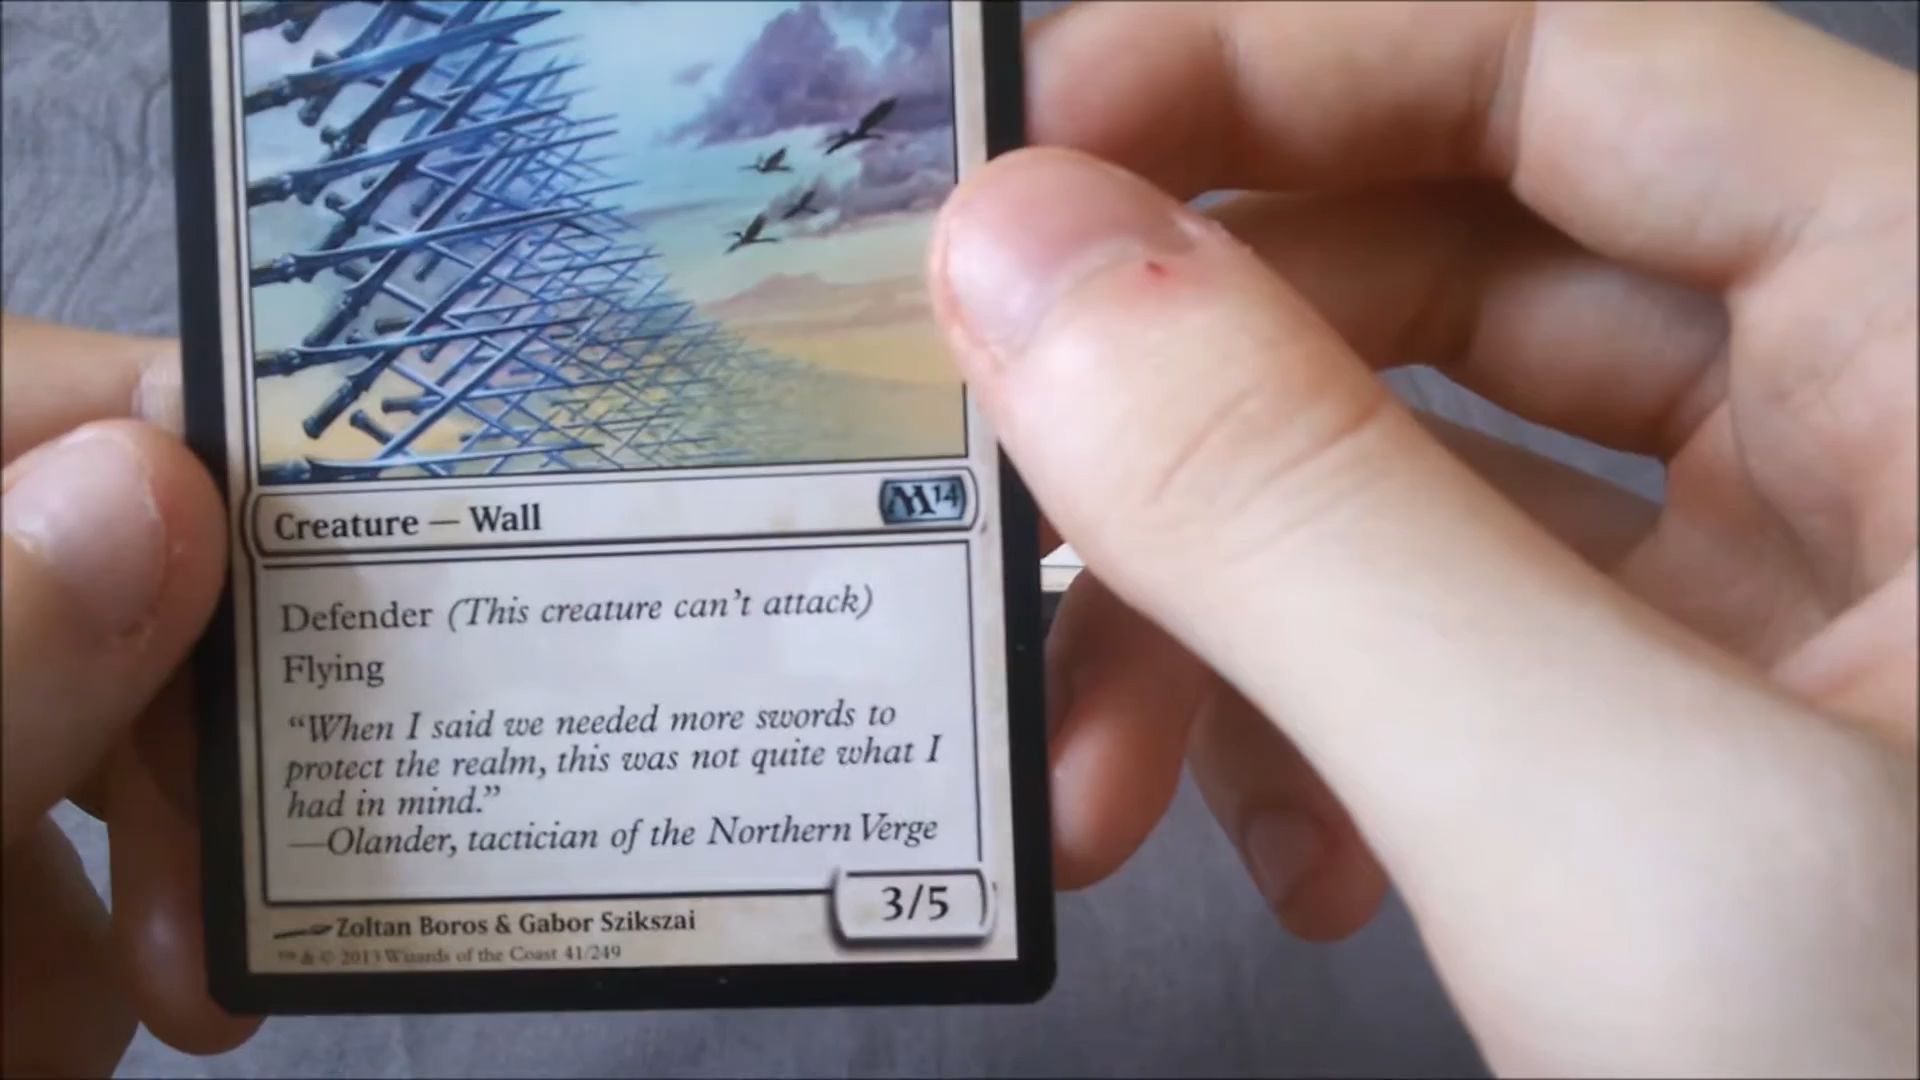 Creature — Wall
M14
Defender (This creature can't attack)
Flying
“When I said we needed more swords to
protect the realm, this was not quite what I
had in mind.”
—Olander, tactician of the Northern Verge
3/5
Zoltan Boros & Gabor Szikszai
™ & © 2013 Wizards of the Coast 41/249